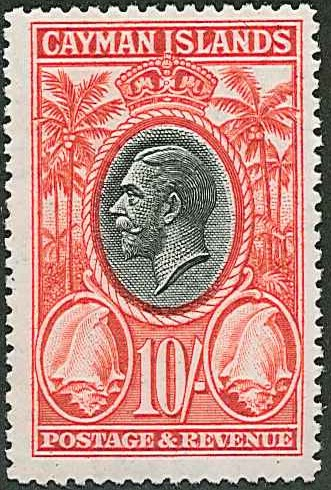 CAYMAN ISLANDS
10/-
POSTAGE & REVENUE